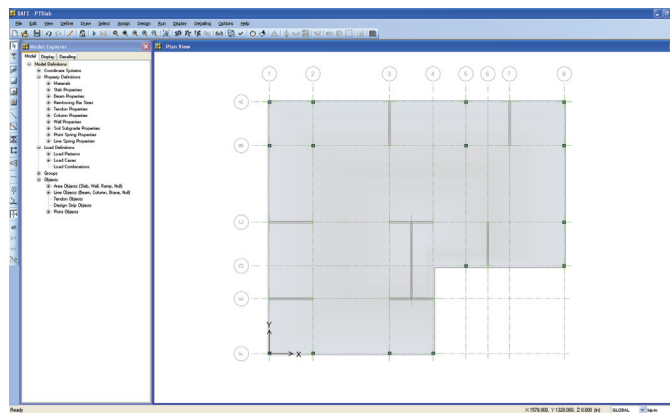 SAFE - PTSlab
File Edit View Define Draw Select Assign Design Run Display Detailing Options Help
Model Explorer
Plan View
Model Display Detailing
Model Definitions
Coordinate Systems
Property Definitions
Materials
Slab Properties
Beam Properties
Reinforcing Bar Sizes
Tendon Properties
Column Properties
Wall Properties
Soil Subgrade Properties
Point Spring Properties
Line Spring Properties
Load Definitions
Load Patterns
Load Cases
Load Combinations
Groups
Objects
Area Objects (Slab, Wall, Ramp, Null)
Line Objects (Beam, Column, Brace, Null)
Tendon Objects
Design Strip Objects
Point Objects
1 2 3 4 5 6 7 8
A
B
C
D
E
F
Y
X
Ready
X 1579.000, Y 1320.000, Z 0.000 (in) GLOBAL kip-in